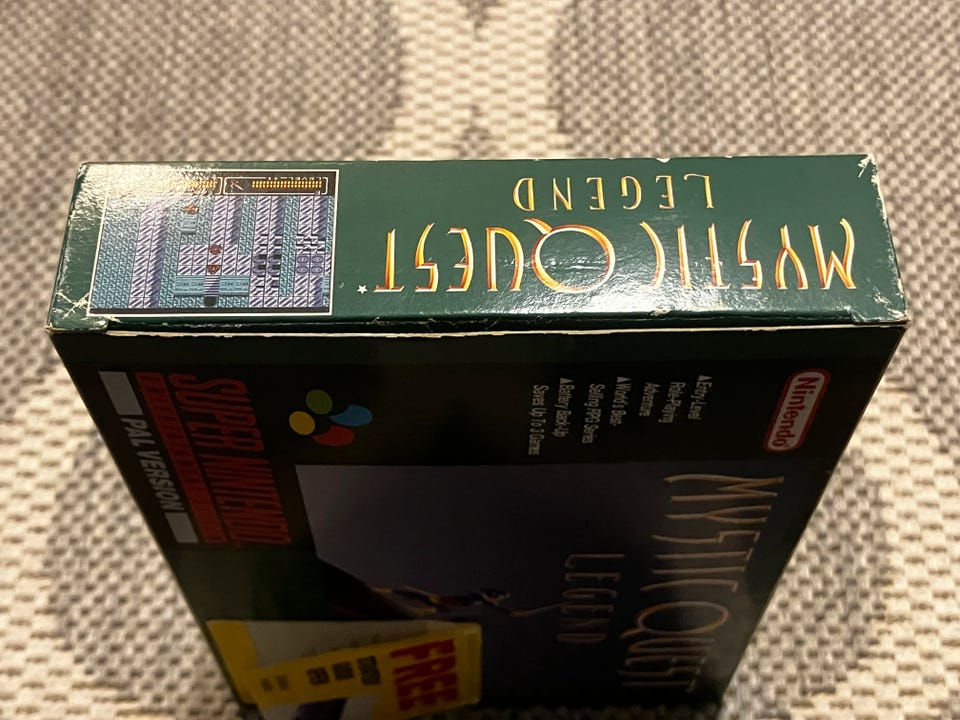 MYSTIC QUEST
LEGEND
Nintendo
▲Entry-Level
Role-Playing
Adventure
▲World's Best-
Selling RPG Series
▲Battery Back-Up
Saves Up To 3 Games
MYSTIC QUEST
LEGEND
SUPER NINTENDO
PAL VERSION
FREE